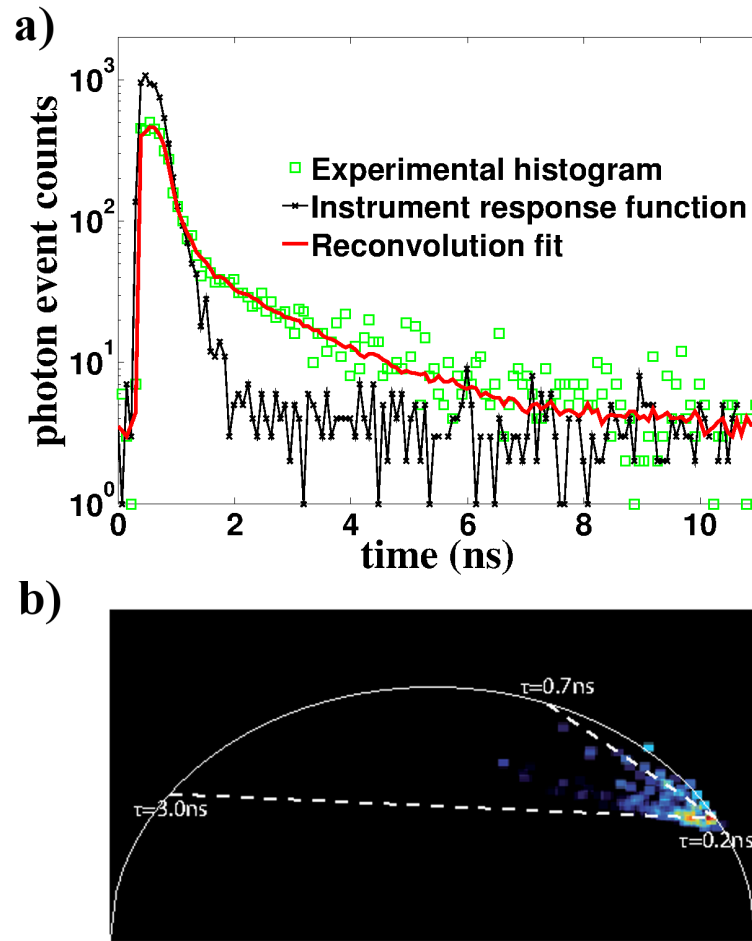 a)
10³
10²
10¹
10⁰
photon event counts
Experimental histogram
Instrument response function
Reconvolution fit
0 2 4 6 8 10
time (ns)
b)
τ=0.7ns
τ=3.0ns
τ=0.2ns